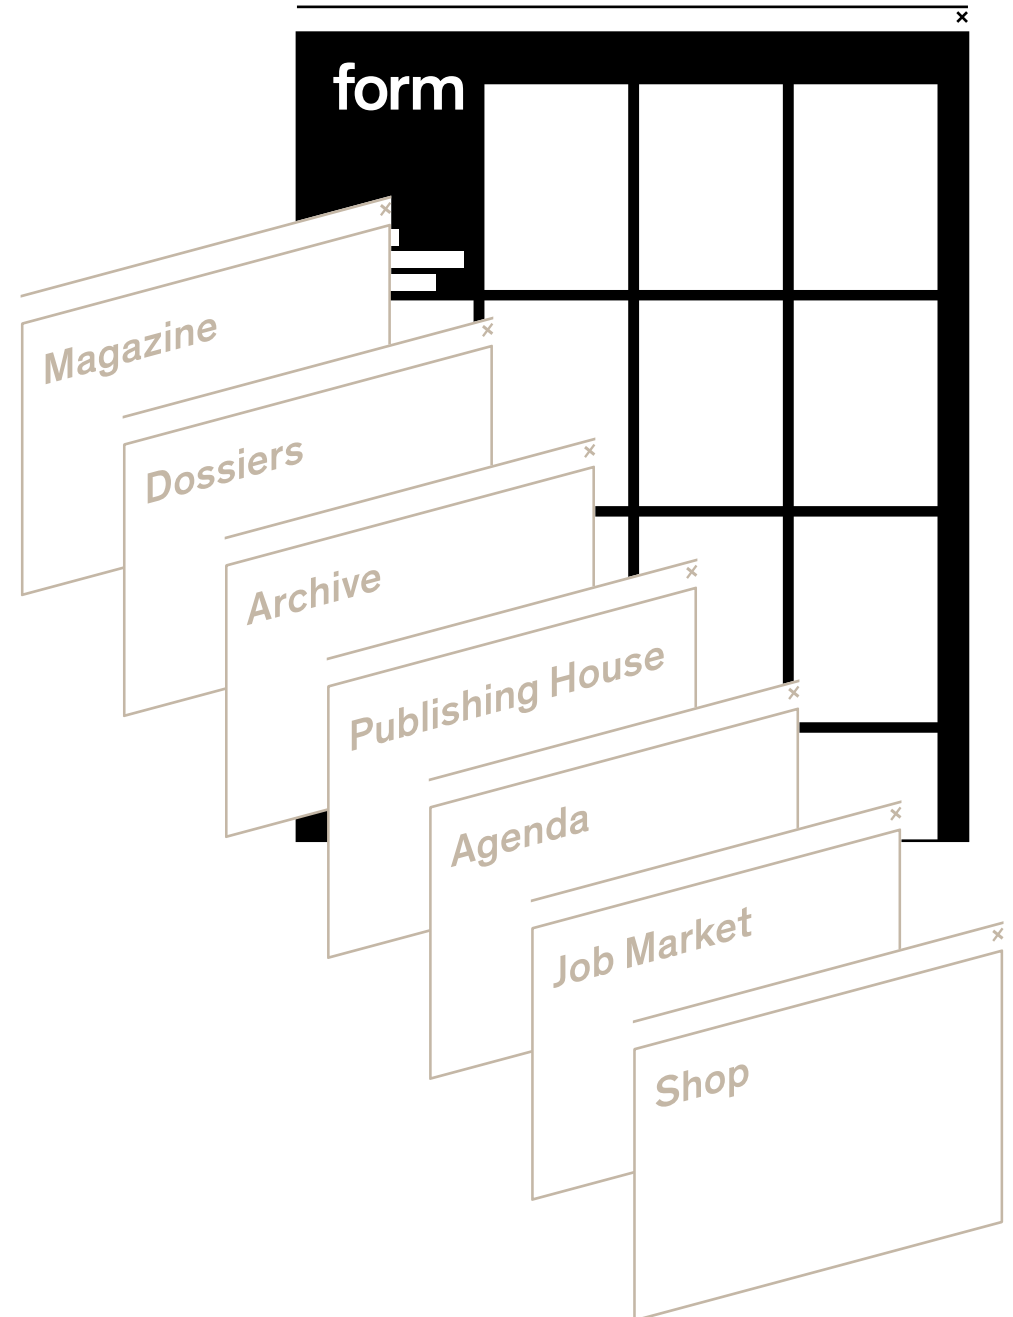 form
Magazine
Dossiers
Archive
Publishing House
Agenda
Job Market
Shop